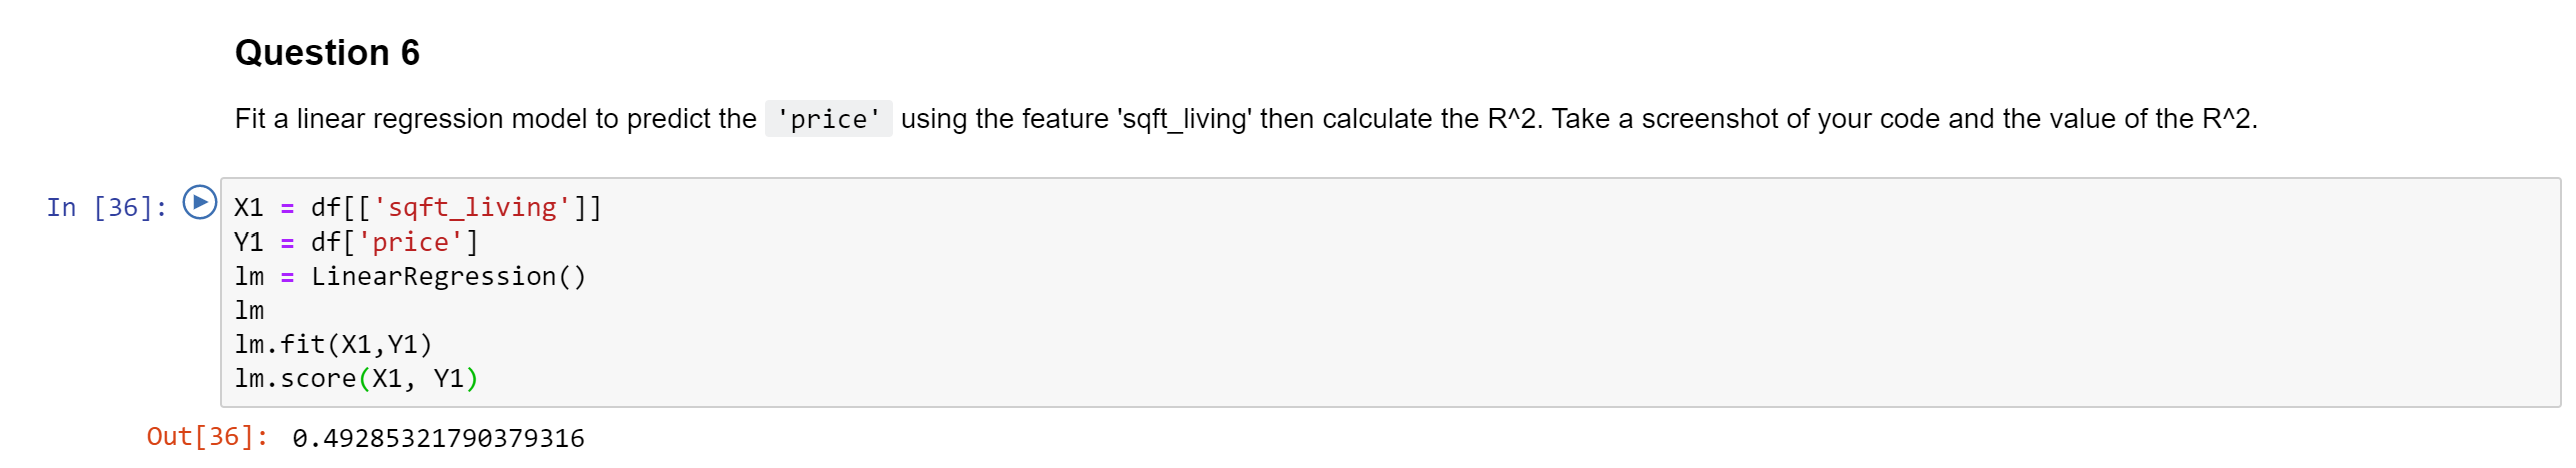 Question 6
Fit a linear regression model to predict the 'price' using the feature 'sqft_living' then calculate the R^2. Take a screenshot of your code and the value of the R^2.
In [36]:
X1 = df[['sqft_living']]
Y1 = df['price']
lm = LinearRegression()
lm
lm.fit(X1,Y1)
lm.score(X1, Y1)
Out[36]: 0.49285321790379316